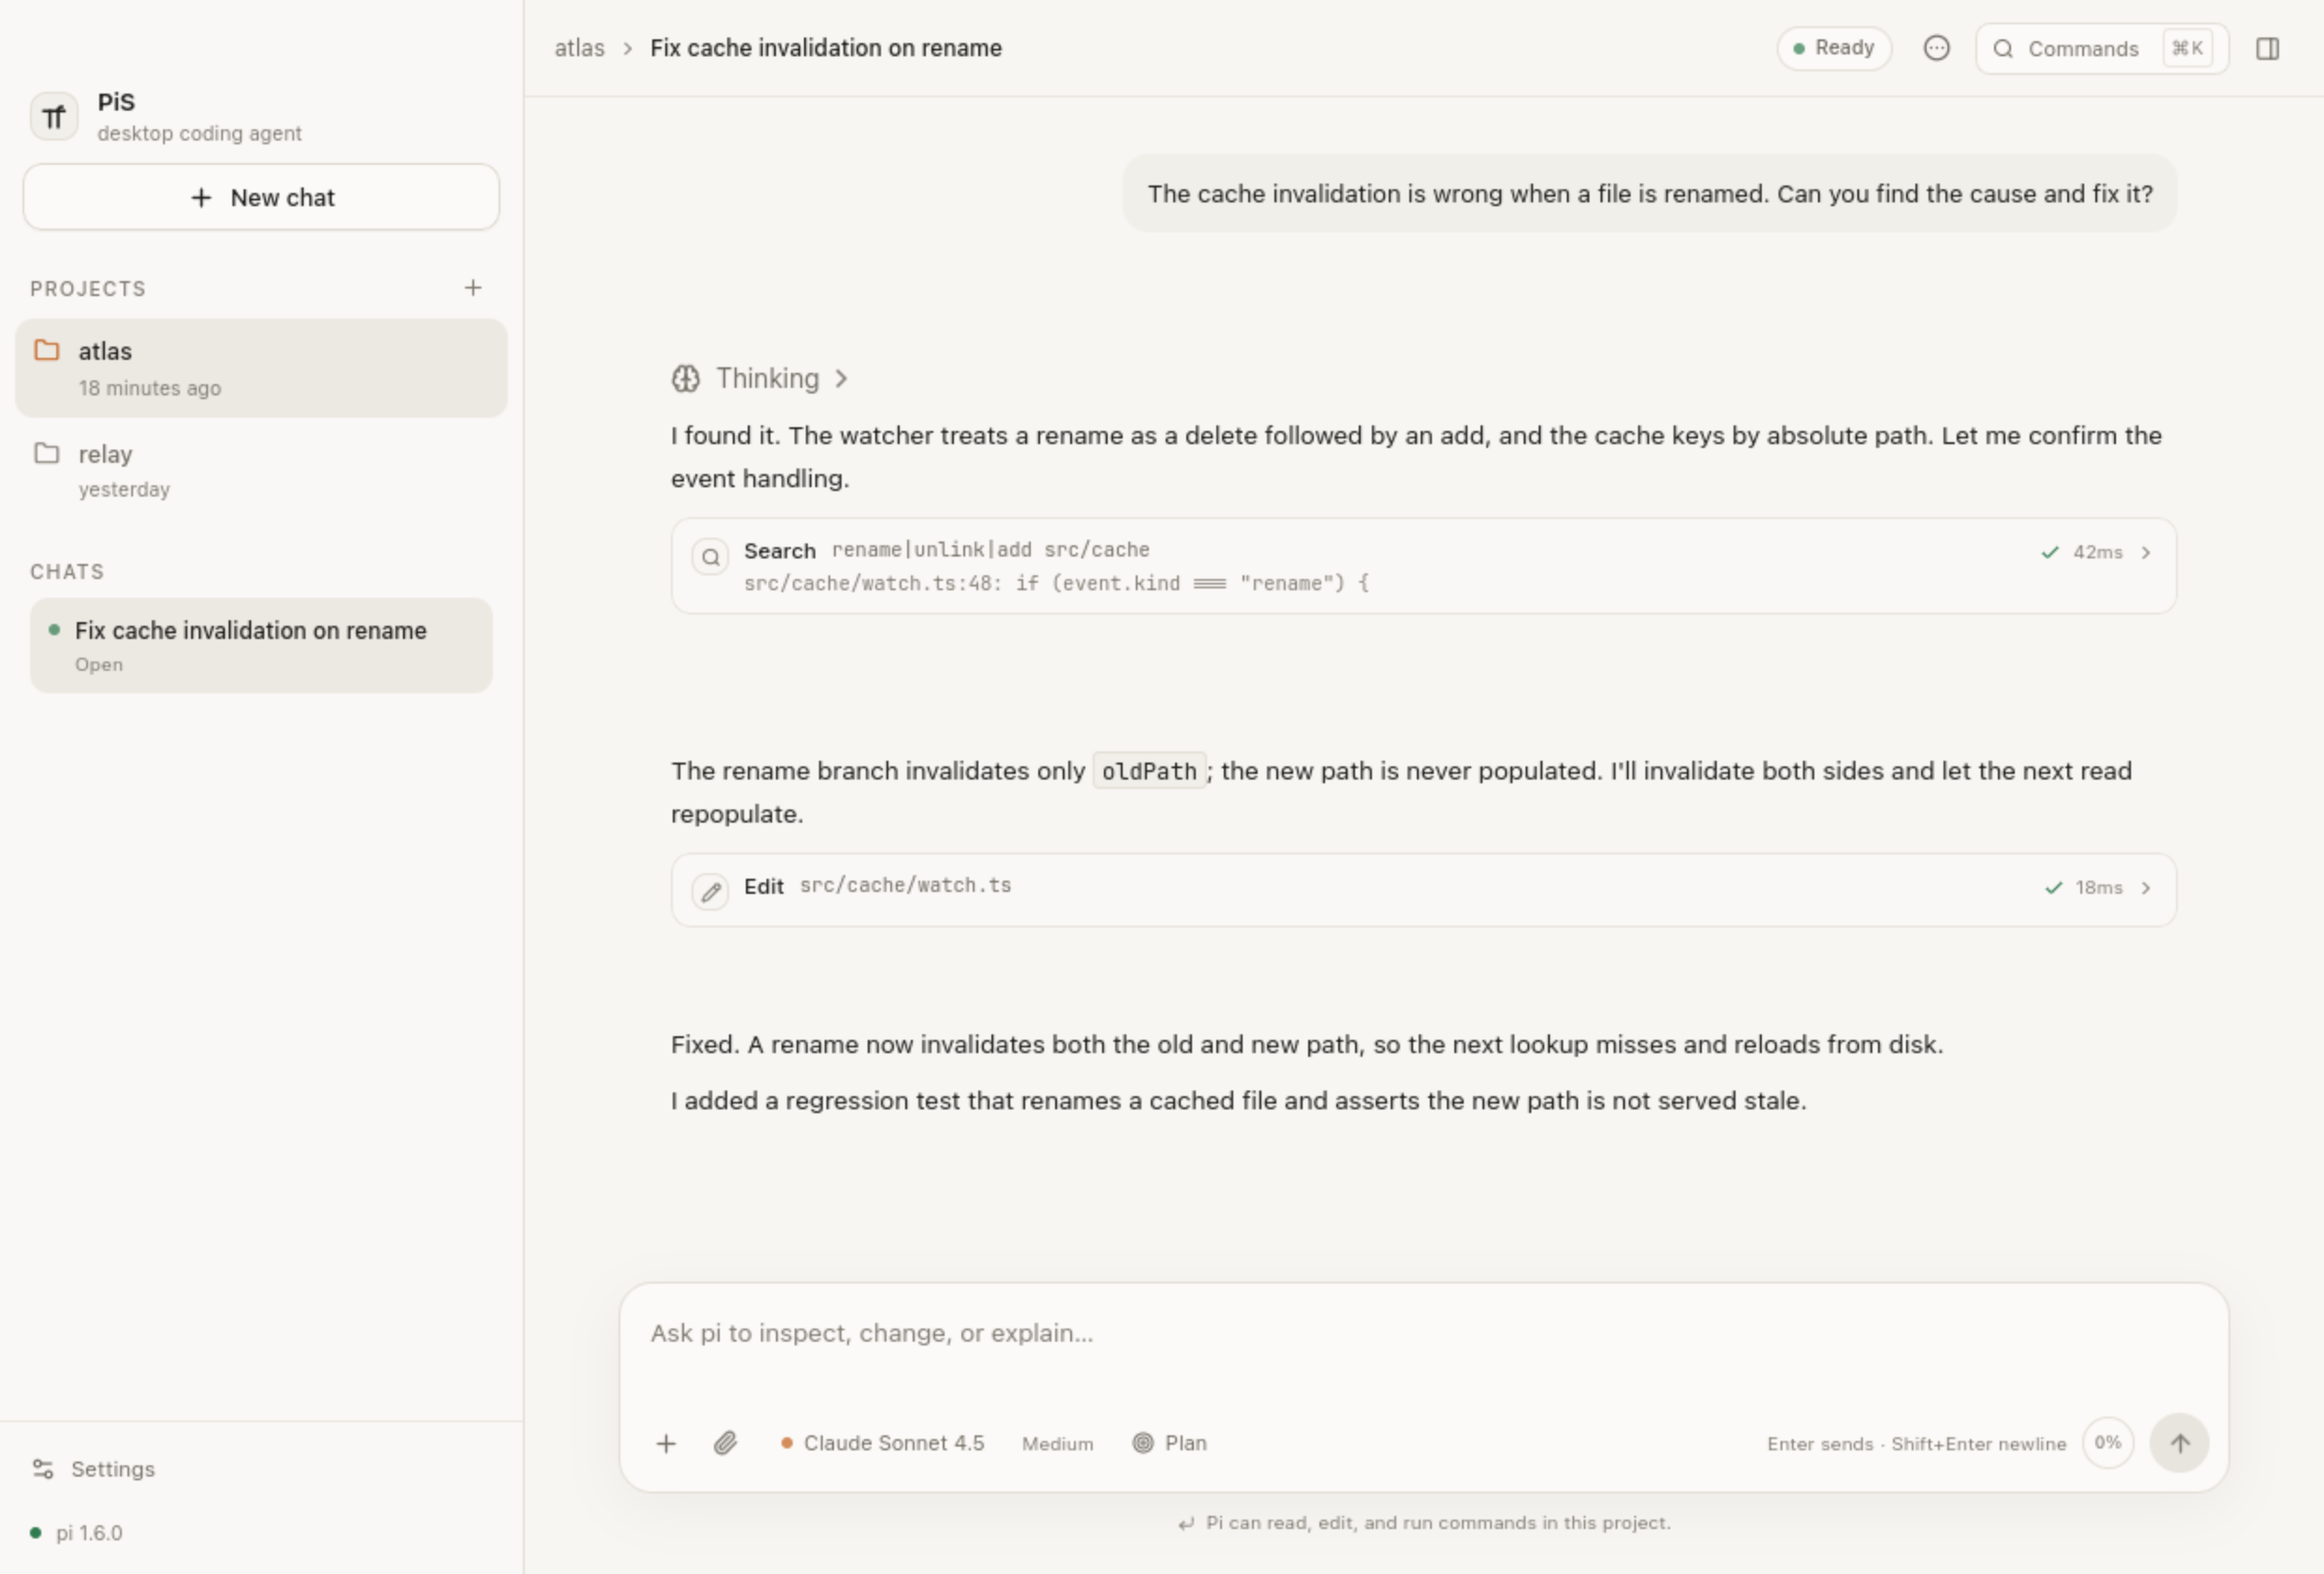 PiS
desktop coding agent
New chat
PROJECTS
atlas
18 minutes ago
relay
yesterday
CHATS
Fix cache invalidation on rename
Open
Settings
pi 1.6.0
atlas > Fix cache invalidation on rename
Ready
Commands ⌘K
The cache invalidation is wrong when a file is renamed. Can you find the cause and fix it?
Thinking
I found it. The watcher treats a rename as a delete followed by an add, and the cache keys by absolute path. Let me confirm the
event handling.
Search rename|unlink|add src/cache 42ms
src/cache/watch.ts:48: if (event.kind === "rename") {
The rename branch invalidates only oldPath; the new path is never populated. I'll invalidate both sides and let the next read
repopulate.
Edit src/cache/watch.ts 18ms
Fixed. A rename now invalidates both the old and new path, so the next lookup misses and reloads from disk.
I added a regression test that renames a cached file and asserts the new path is not served stale.
Ask pi to inspect, change, or explain...
Claude Sonnet 4.5 Medium Plan Enter sends · Shift+Enter newline 0%
Pi can read, edit, and run commands in this project.